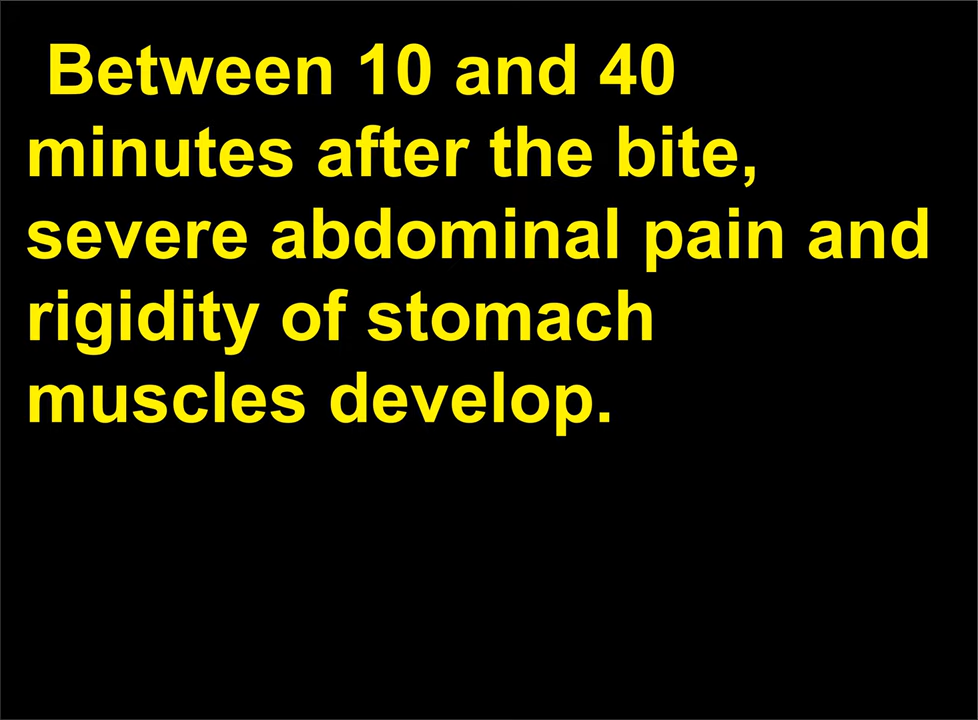 Between 10 and 40
minutes after the bite,
severe abdominal pain and
rigidity of stomach
muscles develop.